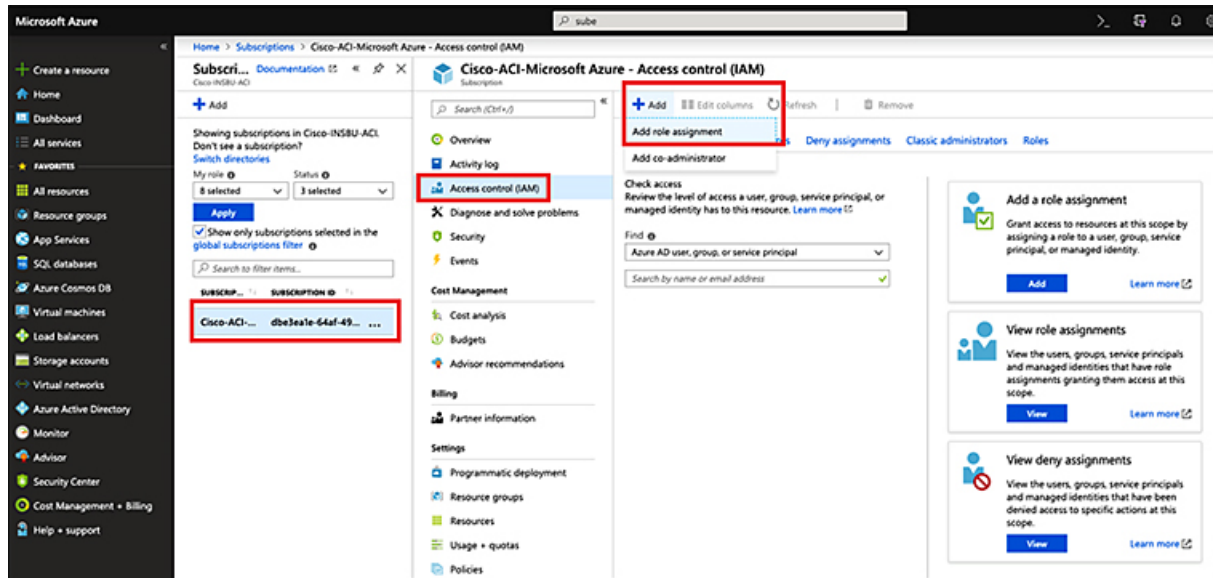 Microsoft Azure
sube
Create a resource
Home
Dashboard
All services
FAVORITES
All resources
Resource groups
App Services
SQL databases
Azure Cosmos DB
Virtual machines
Load balancers
Storage accounts
Virtual networks
Azure Active Directory
Monitor
Advisor
Security Center
Cost Management + Billing
Help + support
Home > Subscriptions > Cisco-ACI-Microsoft Azure - Access control (IAM)
Subscri... Documentation
Cisco-INSBU-ACI
Add
Showing subscriptions in Cisco-INSBU-ACI.
Don't see a subscription?
Switch directories
My role Status
8 selected 3 selected
Apply
Show only subscriptions selected in the
global subscriptions filter
Search to filter items...
SUBSCRIP... SUBSCRIPTION ID
Cisco-ACI-... dbe3ea1e-64af-49... ...
Cisco-ACI-Microsoft Azure - Access control (IAM)
Subscription
Search (Ctrl+/)
Overview
Activity log
Access control (IAM)
Diagnose and solve problems
Security
Events
Cost Management
Cost analysis
Budgets
Advisor recommendations
Billing
Partner information
Settings
Programmatic deployment
Resource groups
Resources
Usage + quotas
Policies
Add Edit columns Refresh Remove
Add role assignment
Add co-administrator
Deny assignments Classic administrators Roles
Check access
Review the level of access a user, group, service principal, or
managed identity has to this resource. Learn more
Find
Azure AD user, group, or service principal
Search by name or email address
Add a role assignment
Grant access to resources at this scope by
assigning a role to a user, group, service
principal, or managed identity.
Add Learn more
View role assignments
View the users, groups, service principals
and managed identities that have role
assignments granting them access at this
scope.
View Learn more
View deny assignments
View the users, groups, service principals
and managed identities that have been
denied access to specific actions at this
scope.
View Learn more